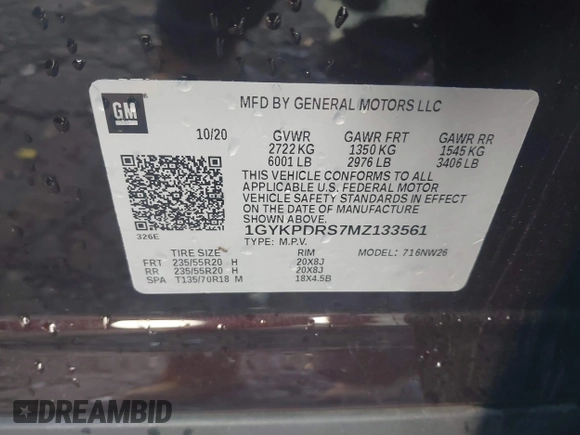 GM
MFD BY GENERAL MOTORS LLC
10/20 GVWR GAWR FRT GAWR RR
2722 KG 1350 KG 1545 KG
6001 LB 2976 LB 3406 LB
THIS VEHICLE CONFORMS TO ALL
APPLICABLE U.S. FEDERAL MOTOR
VEHICLE SAFETY STANDARDS IN EFFECT
ON THE DATE OF MANUFACTURE
SHOWN ABOVE.
326E
1GYKPDRS7MZ133561
TYPE: M.P.V. MODEL: 716NW26
TIRE SIZE RIM
FRT 235/55R20 H 20X8J
RR 235/55R20 H 20X8J
SPA T135/70R18 M 18X4.5B
DREAMBID